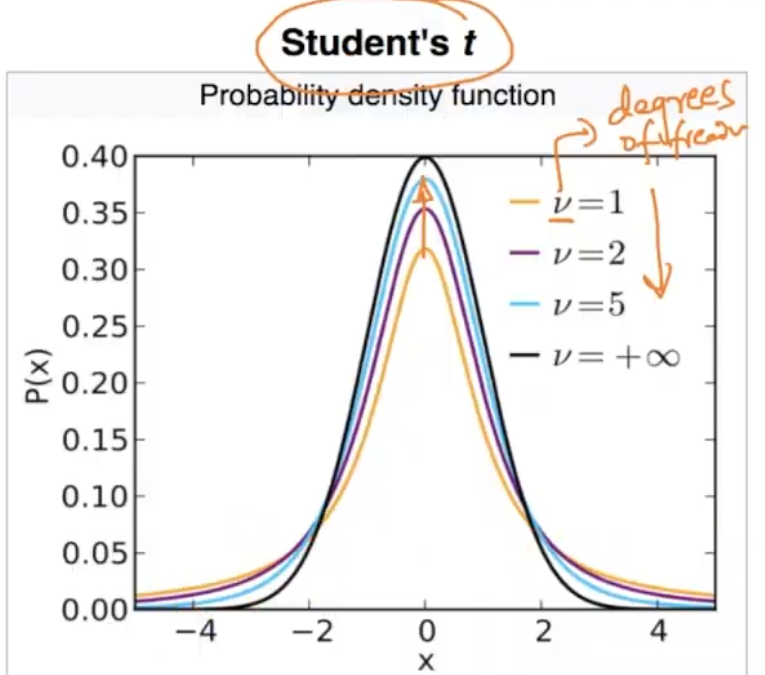 Student's t
Probability density function
degrees
of
0.40
0.35
0.30
0.25
0.20
0.15
0.10
0.05
0.00
P(x)
ν=1
ν=2
ν=5
ν=+∞
−4 −2 0 2 4
x